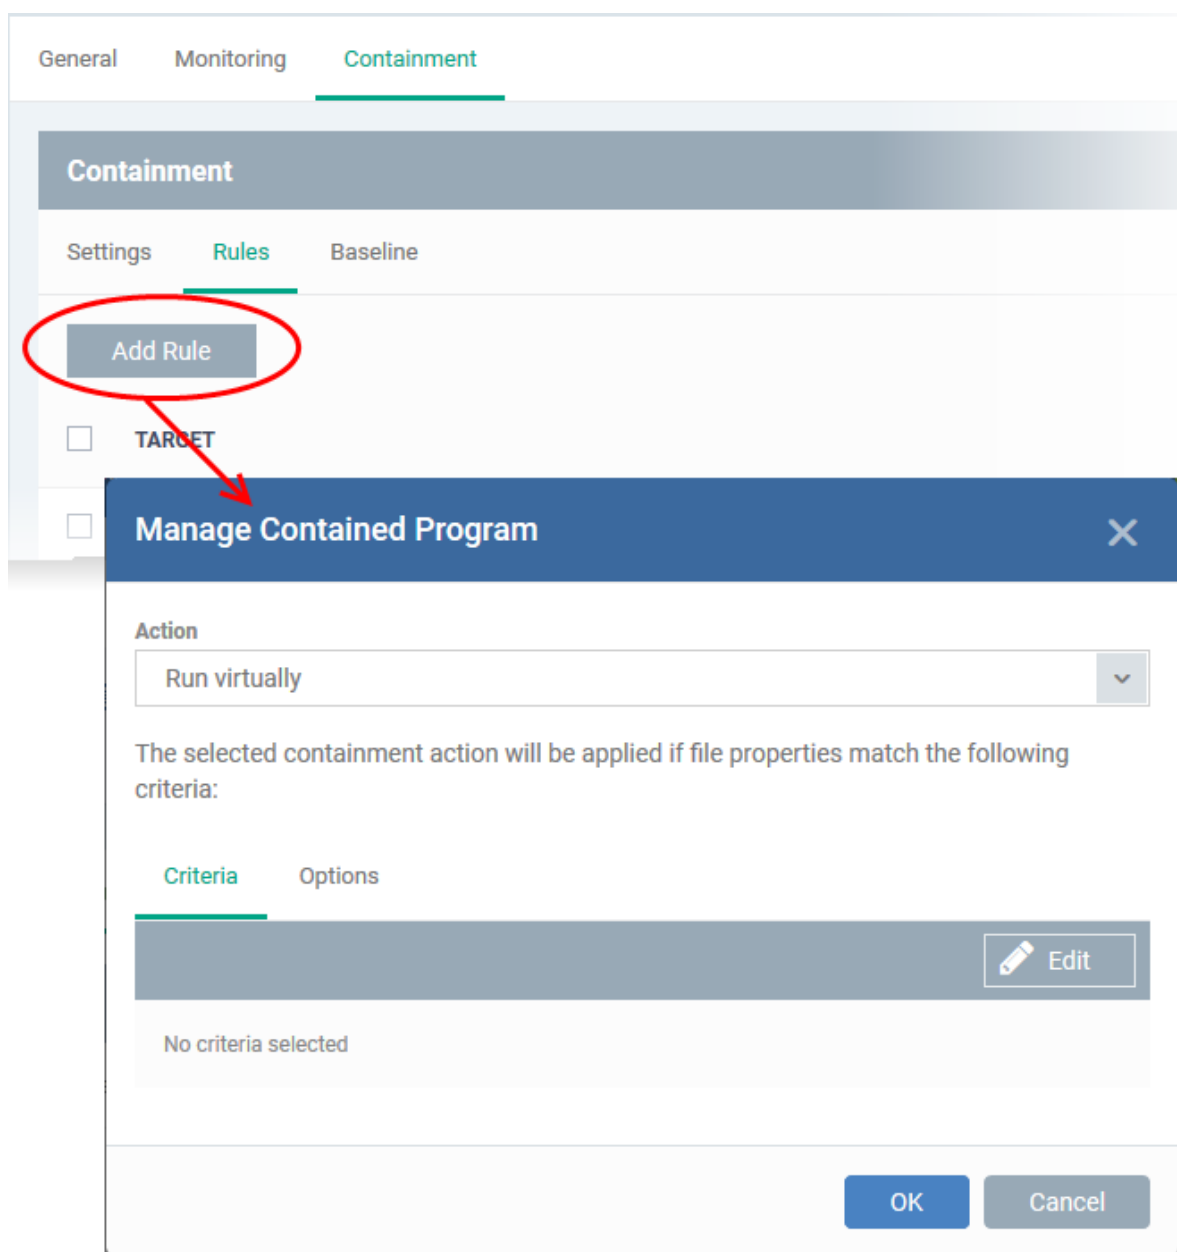 General Monitoring Containment
Containment
Settings Rules Baseline
Add Rule
TARGET
Manage Contained Program
Action
Run virtually
The selected containment action will be applied if file properties match the following
criteria:
Criteria Options
Edit
No criteria selected
OK Cancel